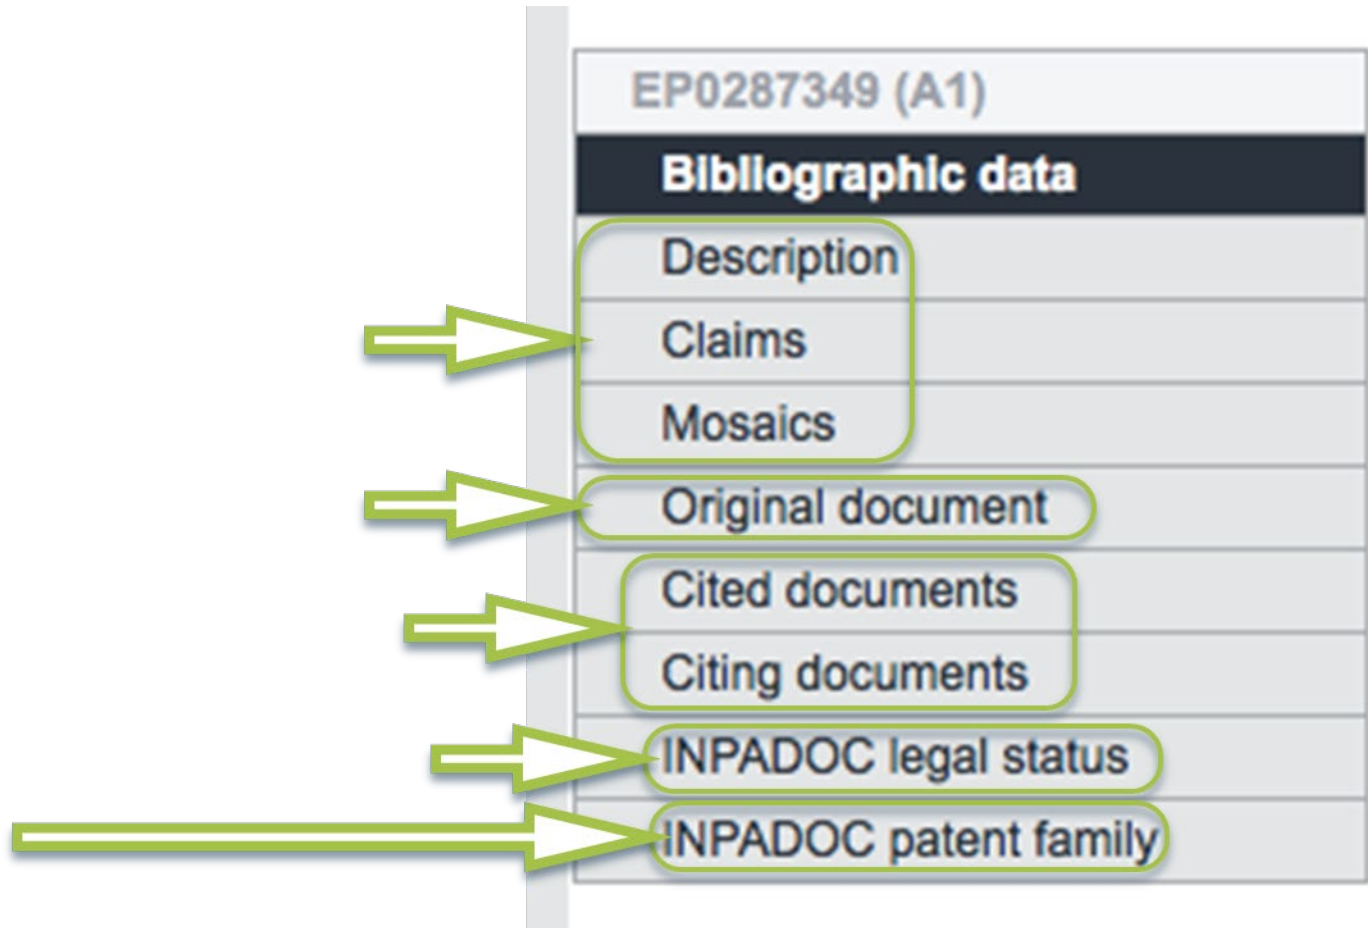 EP0287349 (A1)
Bibliographic data
Description
Claims
Mosaics
Original document
Cited documents
Citing documents
INPADOC legal status
INPADOC patent family